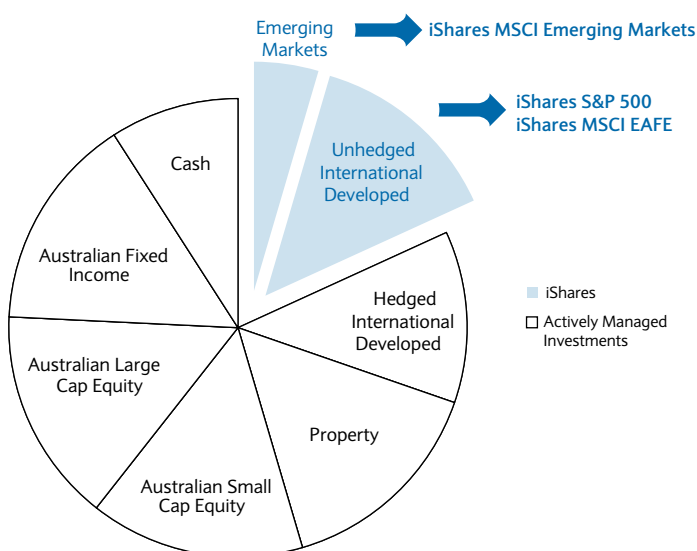 Emerging
Markets
iShares MSCI Emerging Markets
iShares S&P 500
iShares MSCI EAFE
Unhedged
International
Developed
Cash
Australian Fixed
Income
Hedged
International
Developed
iShares
Actively Managed
Investments
Australian Large
Cap Equity
Property
Australian Small
Cap Equity